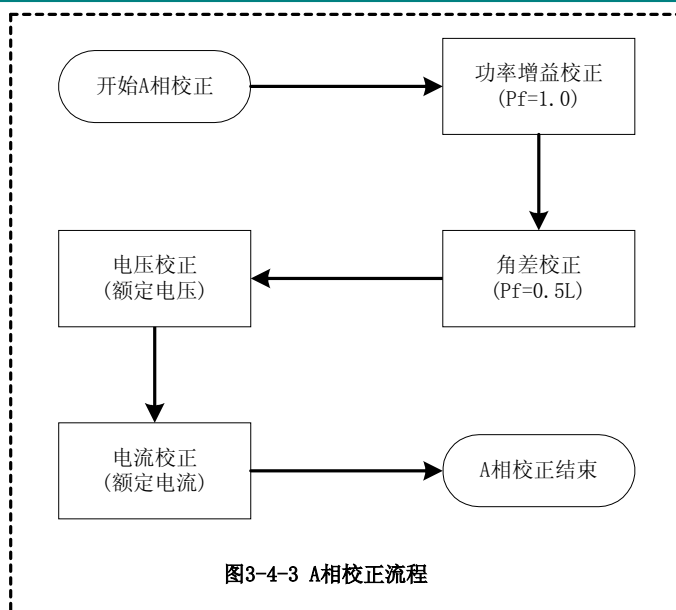 开始A相校正
功率增益校正
(Pf=1.0)
角差校正
(Pf=0.5L)
电压校正
(额定电压)
电流校正
(额定电流)
A相校正结束
图3-4-3 A相校正流程